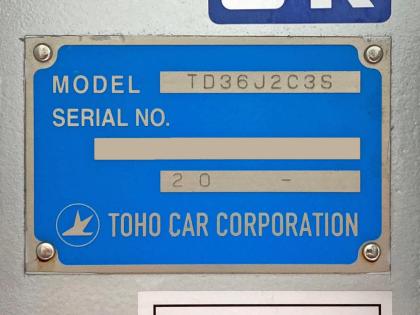 MODEL TD36J2C3S
SERIAL NO.
20 -
TOHO CAR CORPORATION